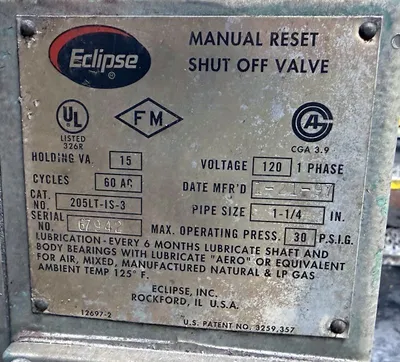 Eclipse
®
MANUAL RESET
SHUT OFF VALVE
UL
®
LISTED
326R
FM
CGA 3.9
HOLDING VA. 15
VOLTAGE 120 1 PHASE
CYCLES 60 AC
DATE MFR'D
CAT. NO. 205LT-IS-3
PIPE SIZE 1-1/4 IN.
SERIAL NO.
MAX. OPERATING PRESS. 30 P.S.I.G.
LUBRICATION - EVERY 6 MONTHS LUBRICATE SHAFT AND
BODY BEARINGS WITH LUBRICATE "AERO" OR EQUIVALENT
FOR AIR, MIXED, MANUFACTURED NATURAL & LP GAS
AMBIENT TEMP 125° F.
ECLIPSE, INC.
ROCKFORD, IL U.S.A.
12697-2
U.S. PATENT NO. 3259,357